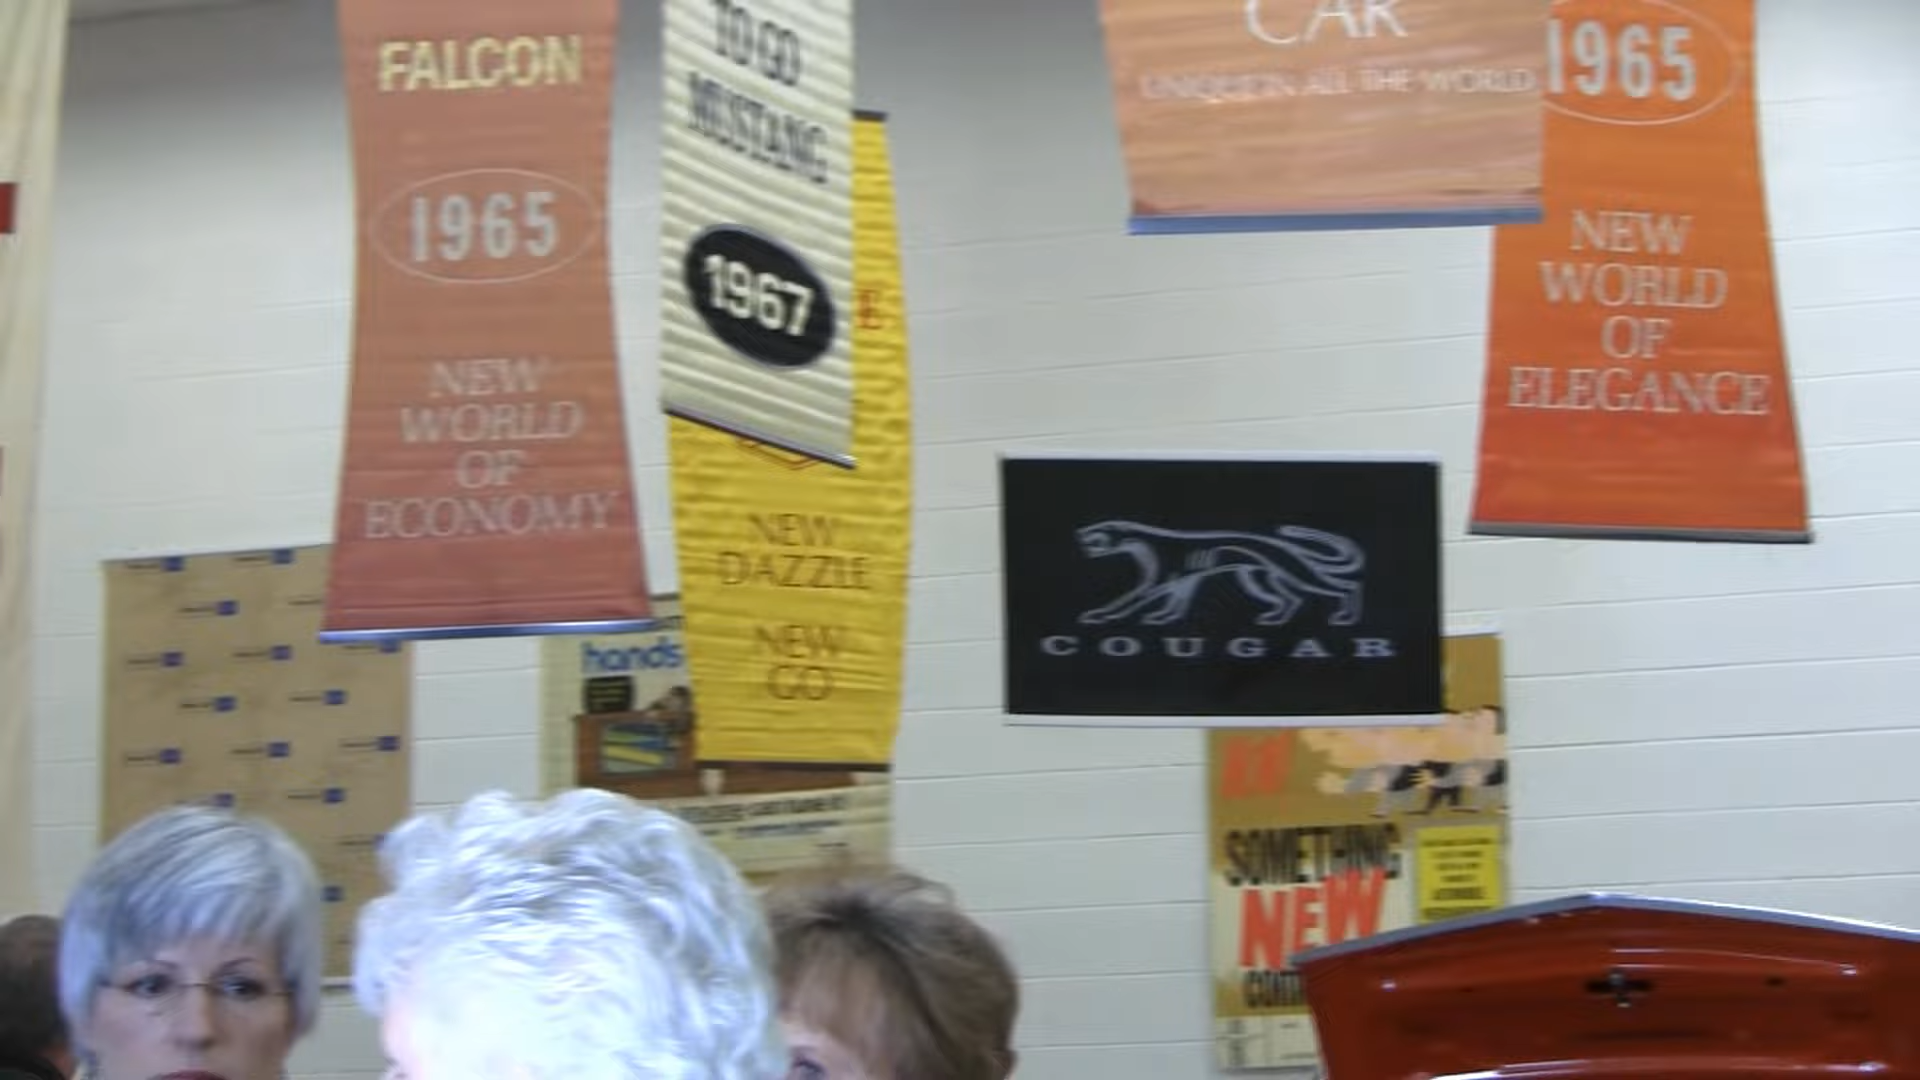 FALCON
1965
NEW
WORLD
OF
ECONOMY
TO GO
MUSTANG
1967
E
NEW
DAZZLE
NEW
GO
hands
CAR
UNIQUE IN ALL THE WORLD
1965
NEW
WORLD
OF
ELEGANCE
COUGAR
SOMETHING
NEW